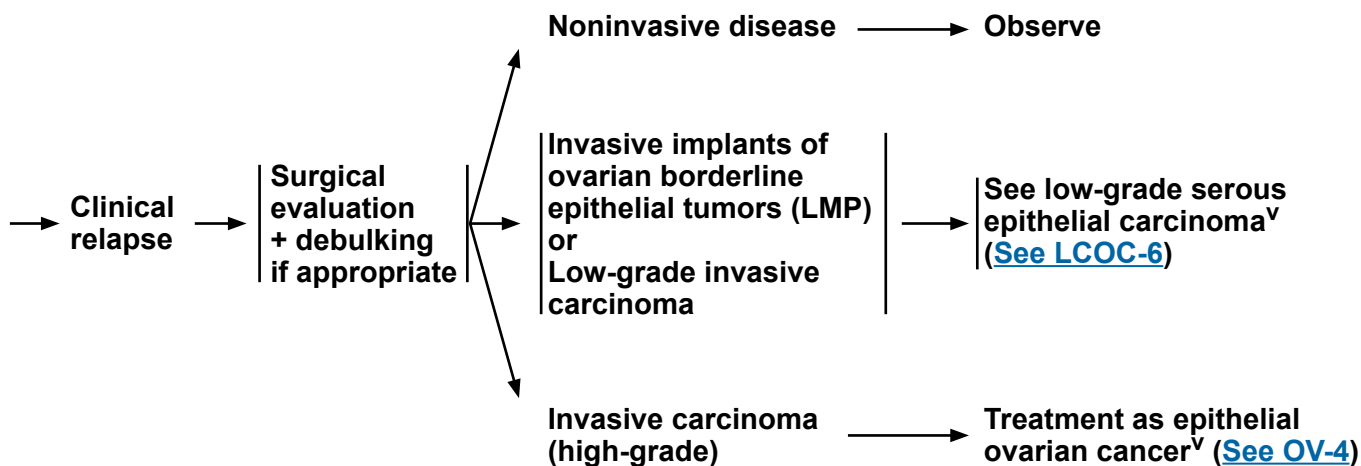 Clinical
relapse
Surgical
evaluation
+ debulking
if appropriate
Noninvasive disease
Observe
Invasive implants of
ovarian borderline
epithelial tumors (LMP)
or
Low-grade invasive
carcinoma
See low-grade serous
epithelial carcinomaᵛ
(See LCOC-6)
Invasive carcinoma
(high-grade)
Treatment as epithelial
ovarian cancerᵛ (See OV-4)